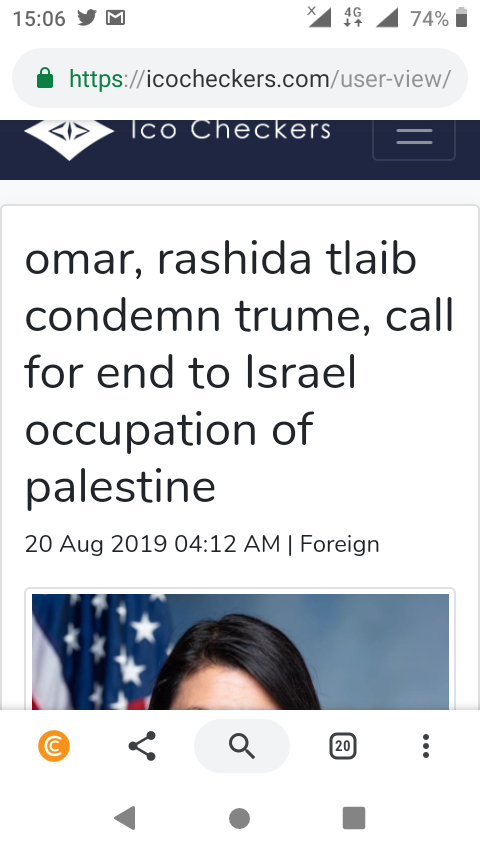 15:06 X 4G 74%
https://icocheckers.com/user-view/
Ico Checkers
omar, rashida tlaib
condemn trume, call
for end to Israel
occupation of
palestine
20 Aug 2019 04:12 AM | Foreign
20